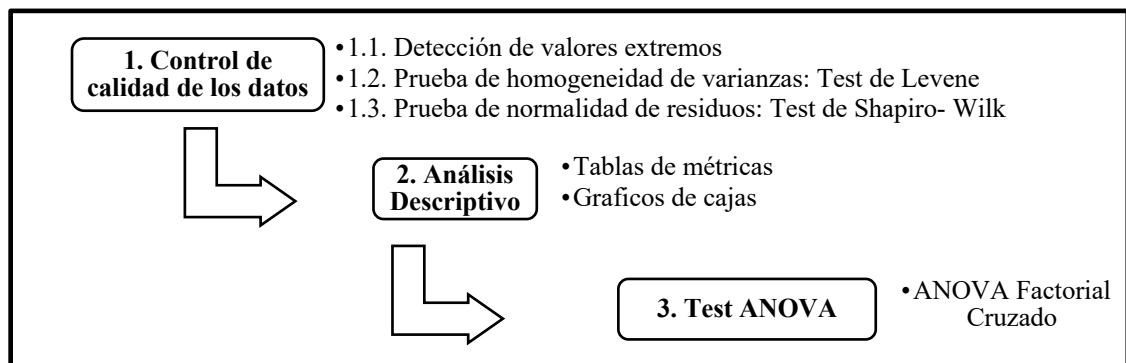 1. Control de
calidad de los datos
•1.1. Detección de valores extremos
•1.2. Prueba de homogeneidad de varianzas: Test de Levene
•1.3. Prueba de normalidad de residuos: Test de Shapiro- Wilk
2. Análisis
Descriptivo
•Tablas de métricas
•Graficos de cajas
3. Test ANOVA
•ANOVA Factorial
Cruzado